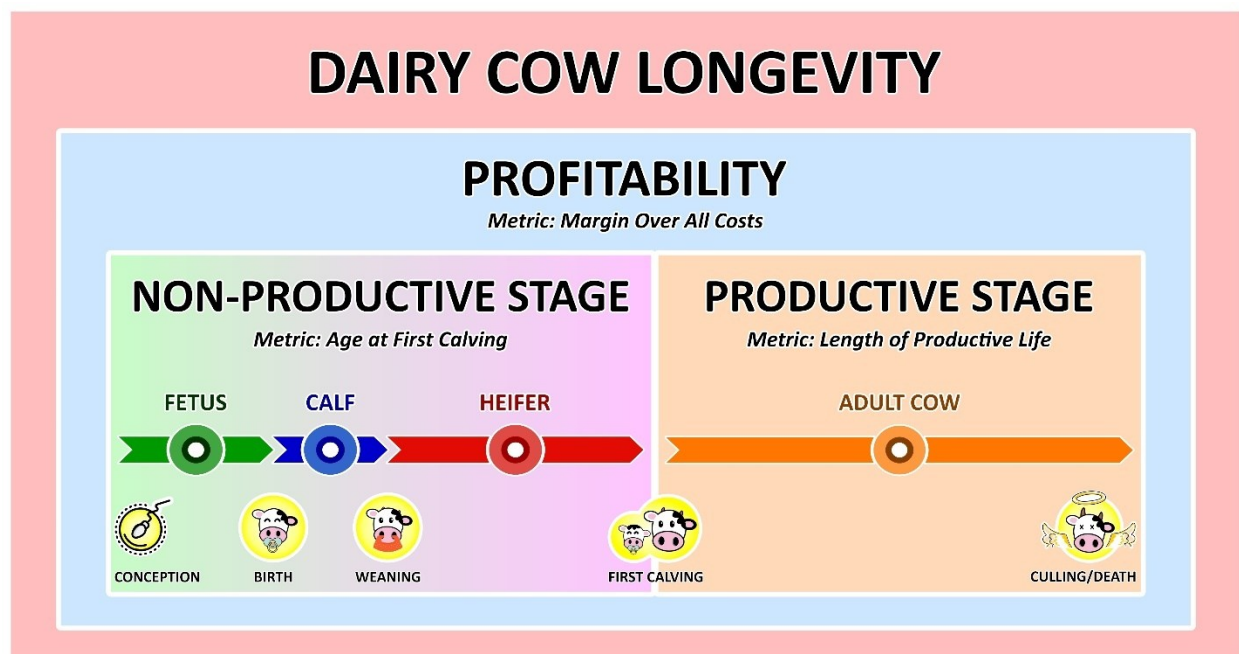 DAIRY COW LONGEVITY
PROFITABILITY
Metric: Margin Over All Costs
NON-PRODUCTIVE STAGE
Metric: Age at First Calving
FETUS
CALF
HEIFER
CONCEPTION
BIRTH
WEANING
FIRST CALVING
PRODUCTIVE STAGE
Metric: Length of Productive Life
ADULT COW
CULLING/DEATH